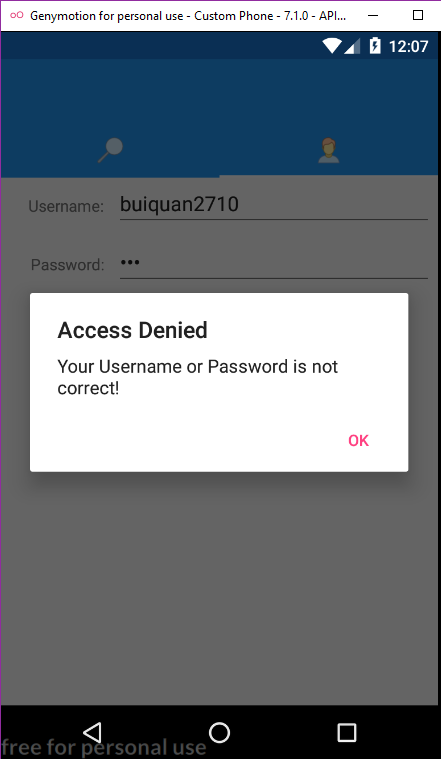 Genymotion for personal use - Custom Phone - 7.1.0 - API...
12:07
Username: buiquan2710
Password: •••
Access Denied
Your Username or Password is not
correct!
OK
free for personal use